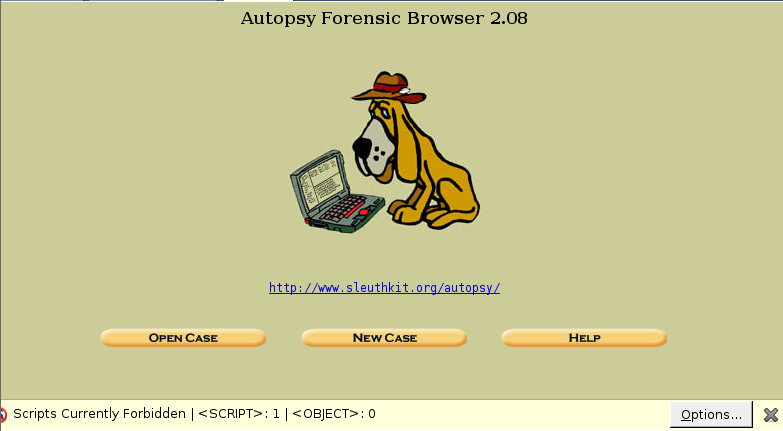 Autopsy Forensic Browser 2.08
http://www.sleuthkit.org/autopsy/
OPEN CASE
NEW CASE
HELP
Scripts Currently Forbidden | <SCRIPT>: 1 | <OBJECT>: 0
Options...